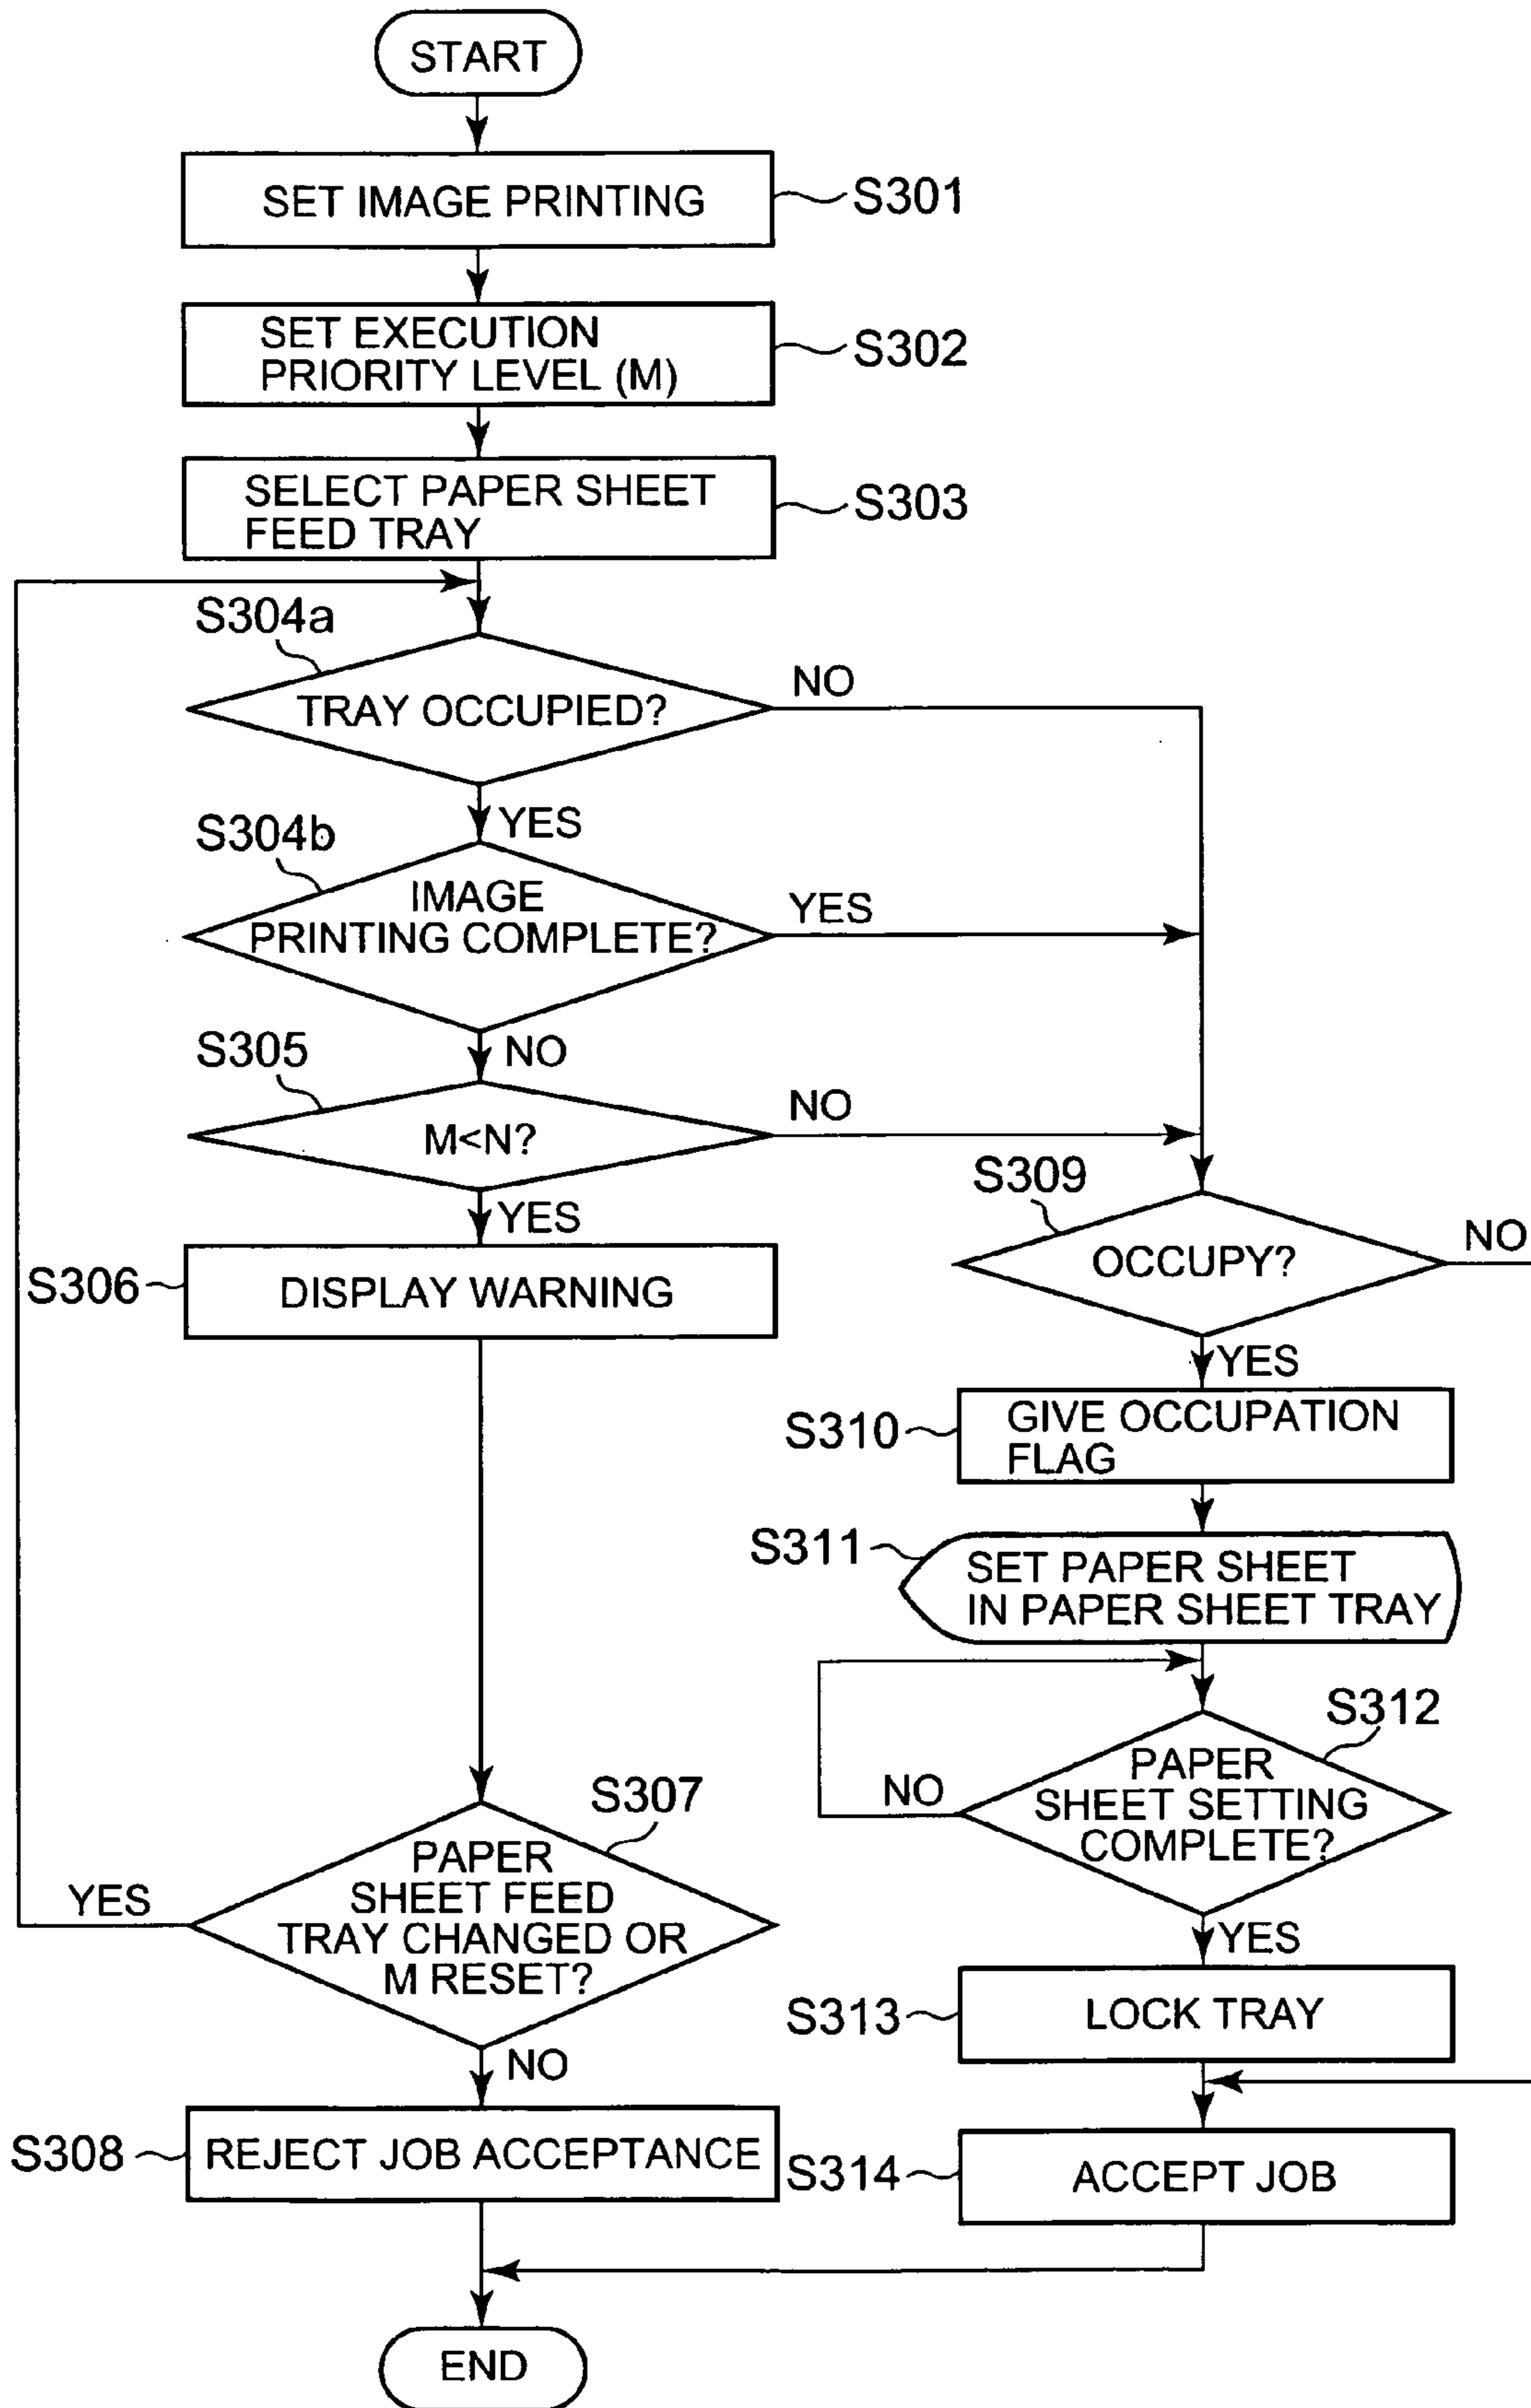 START
SET IMAGE PRINTING
S301
SET EXECUTION
PRIORITY LEVEL (M)
S302
SELECT PAPER SHEET
FEED TRAY
S303
S304a
TRAY OCCUPIED?
NO
YES
S304b
IMAGE
PRINTING COMPLETE?
YES
NO
S305
M<N?
NO
YES
S306
DISPLAY WARNING
S307
PAPER
SHEET FEED
TRAY CHANGED OR
M RESET?
YES
NO
S308
REJECT JOB ACCEPTANCE
S309
OCCUPY?
NO
YES
S310
GIVE OCCUPATION
FLAG
S311
SET PAPER SHEET
IN PAPER SHEET TRAY
S312
PAPER
SHEET SETTING
COMPLETE?
NO
YES
S313
LOCK TRAY
S314
ACCEPT JOB
END